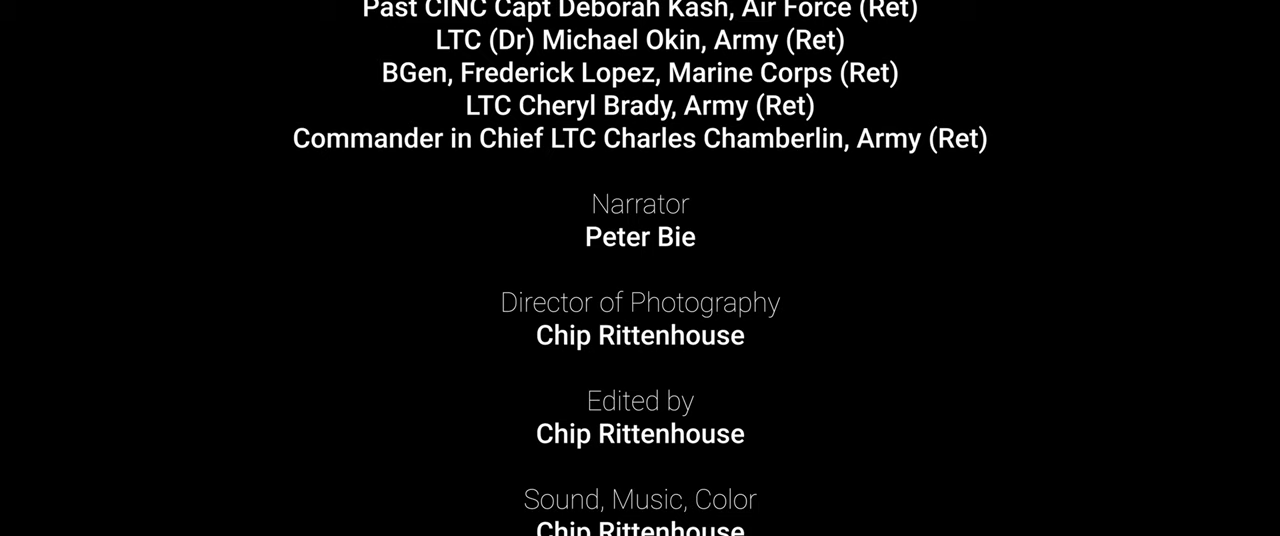 Past CINC Capt Deborah Kash, Air Force (Ret)
LTC (Dr) Michael Okin, Army (Ret)
BGen, Frederick Lopez, Marine Corps (Ret)
LTC Cheryl Brady, Army (Ret)
Commander in Chief LTC Charles Chamberlin, Army (Ret)
Narrator
Peter Bie
Director of Photography
Chip Rittenhouse
Edited by
Chip Rittenhouse
Sound, Music, Color
Chip Rittenhouse